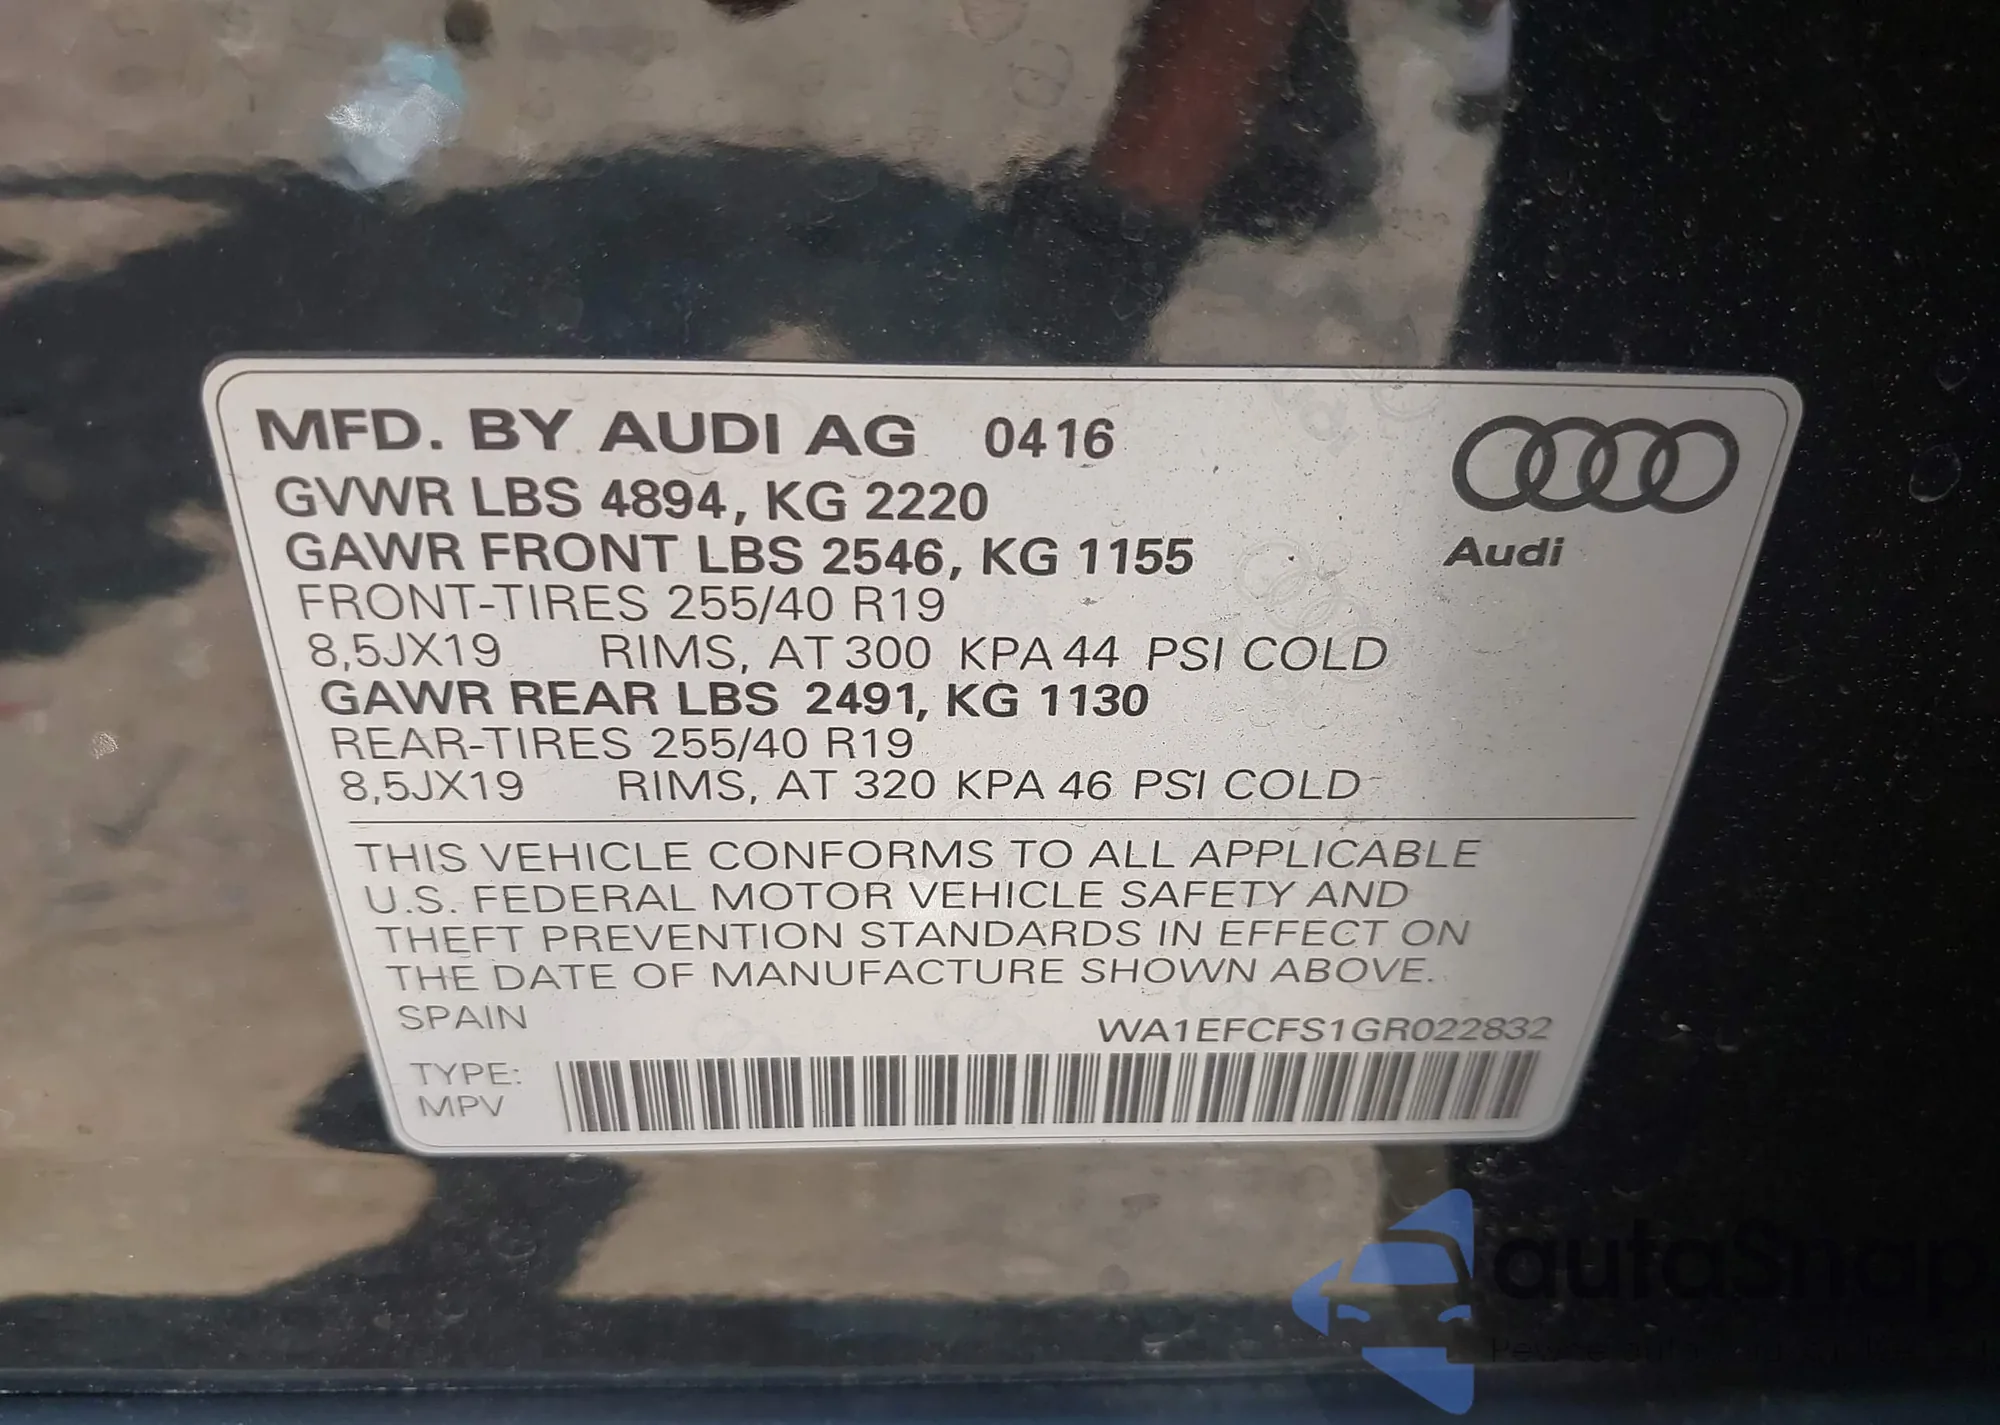 MFD. BY AUDI AG 0416
GVWR LBS 4894, KG 2220
GAWR FRONT LBS 2546, KG 1155
Audi
FRONT-TIRES 255/40 R19
8,5JX19 RIMS, AT 300 KPA 44 PSI COLD
GAWR REAR LBS 2491, KG 1130
REAR-TIRES 255/40 R19
8,5JX19 RIMS, AT 320 KPA 46 PSI COLD
THIS VEHICLE CONFORMS TO ALL APPLICABLE
U.S. FEDERAL MOTOR VEHICLE SAFETY AND
THEFT PREVENTION STANDARDS IN EFFECT ON
THE DATE OF MANUFACTURE SHOWN ABOVE.
SPAIN
WA1EFCFS1GR022832
TYPE:
MPV
autaSnap